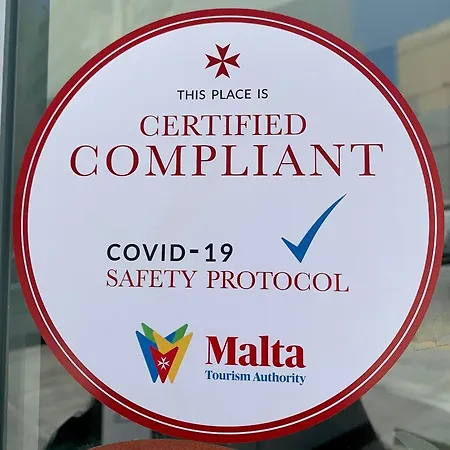 THIS PLACE IS
CERTIFIED
COMPLIANT
COVID-19
SAFETY PROTOCOL
Malta
Tourism Authority